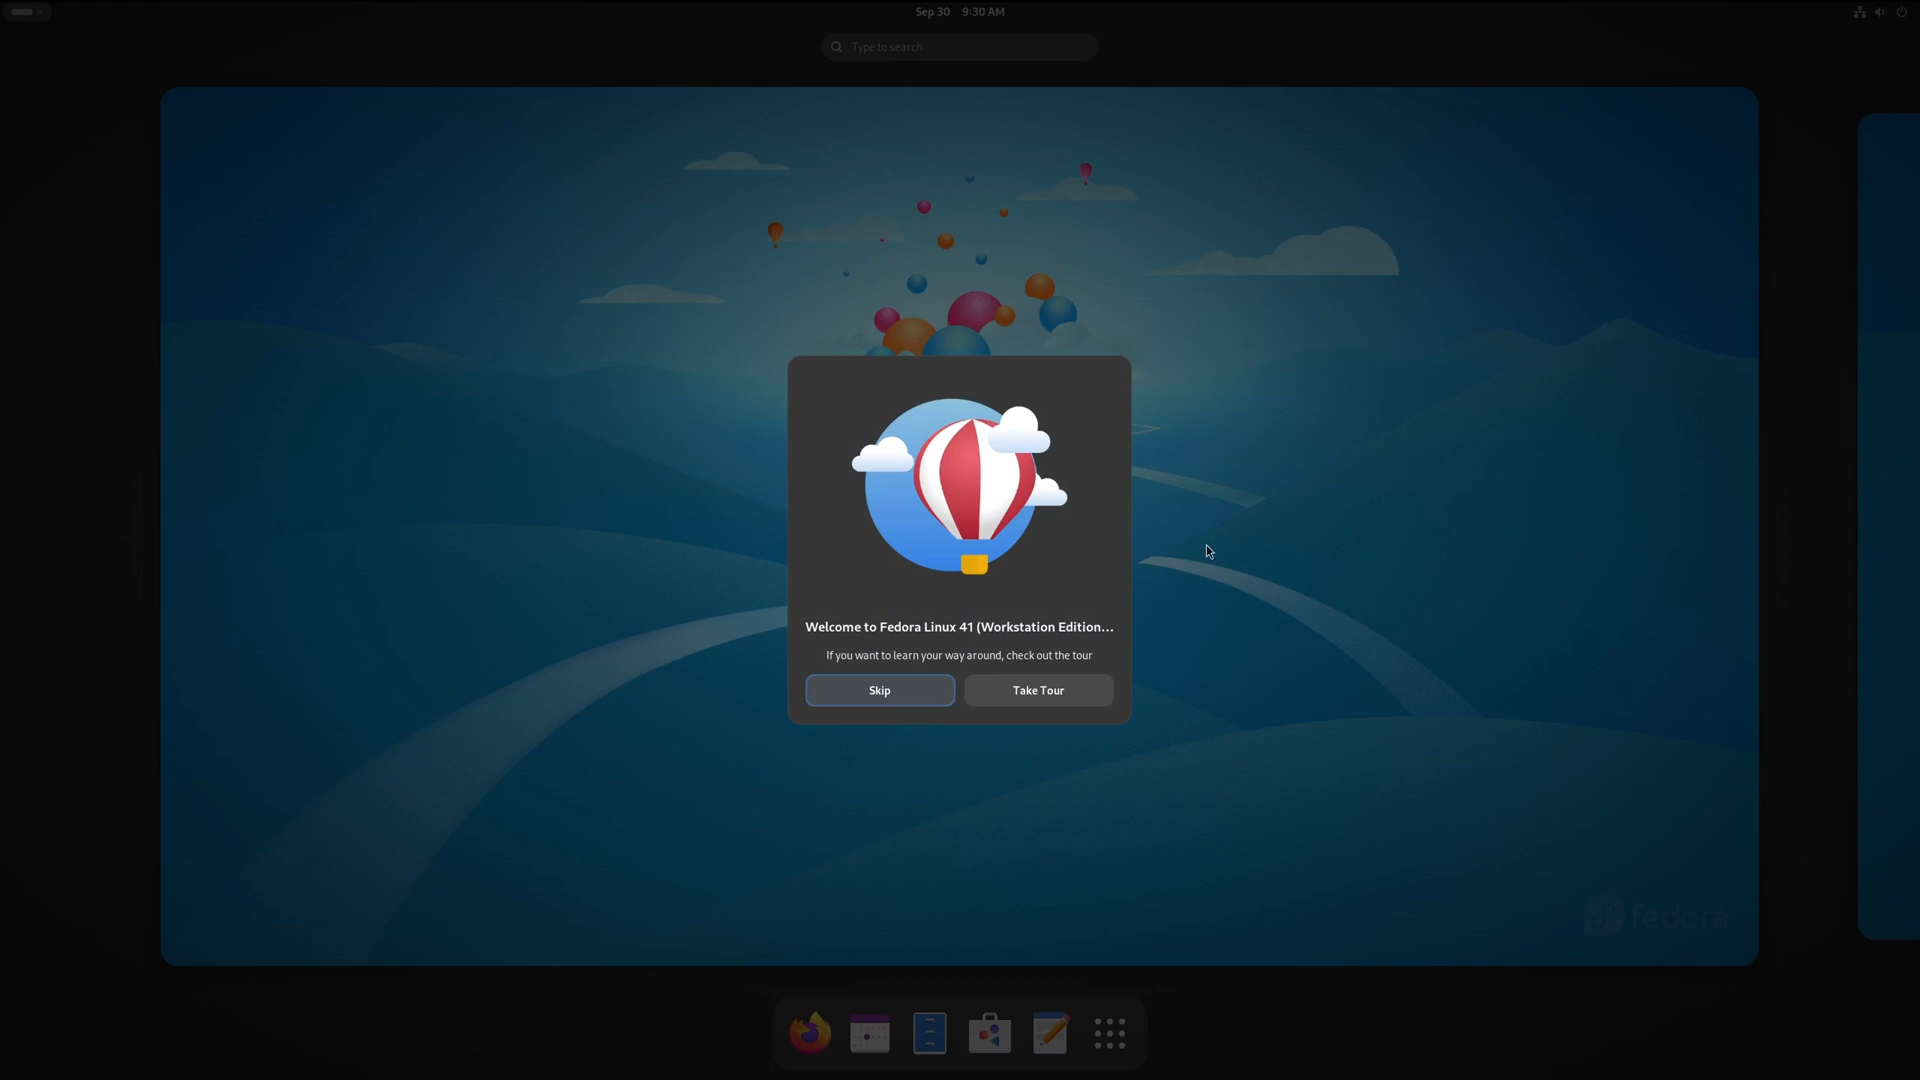 Sep 30 9:30 AM
Type to search
Welcome to Fedora Linux 41 (Workstation Edition...
If you want to learn your way around, check out the tour
Skip
Take Tour
fedora